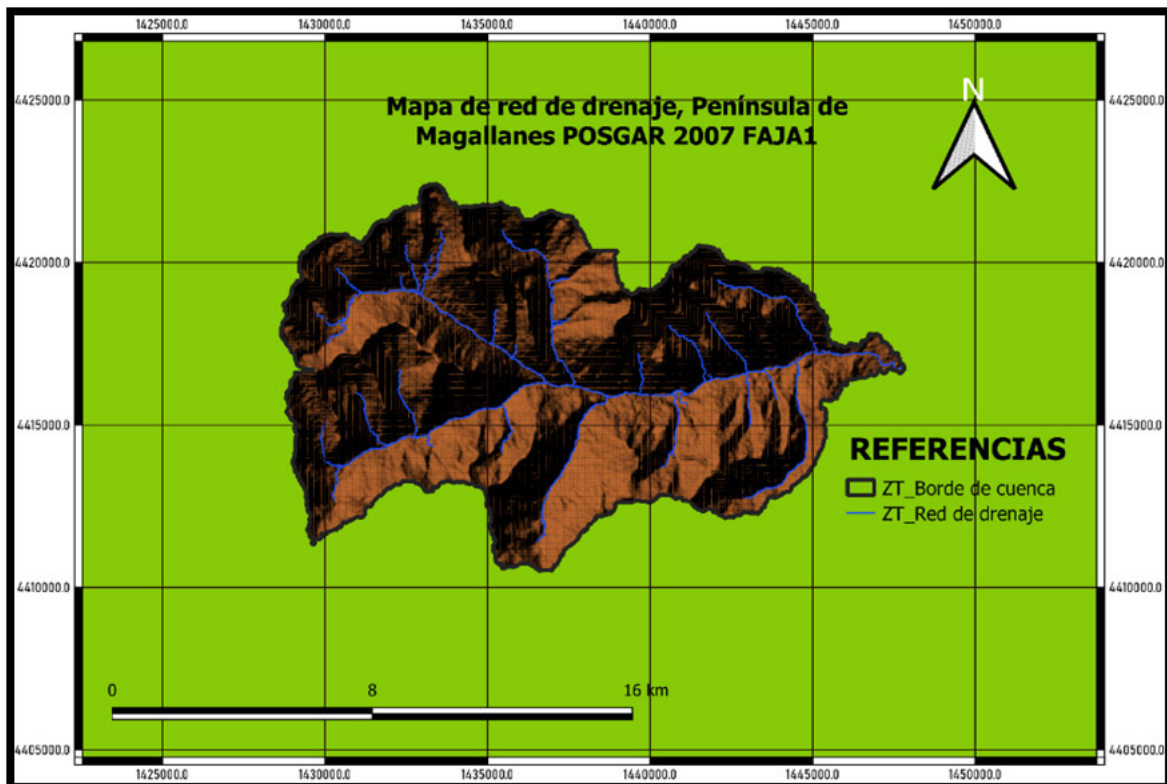 1425000.0 1430000.0 1435000.0 1440000.0 1445000.0 1450000.0
4425000.0 4425000.0
N
Mapa de red de drenaje, Península de
Magallanes POSGAR 2007 FAJA1
4420000.0 4420000.0
4415000.0 4415000.0
REFERENCIAS
ZT_Borde de cuenca
ZT_Red de drenaje
4410000.0 4410000.0
0 8 16 km
4405000.0 4405000.0
1425000.0 1430000.0 1435000.0 1440000.0 1445000.0 1450000.0